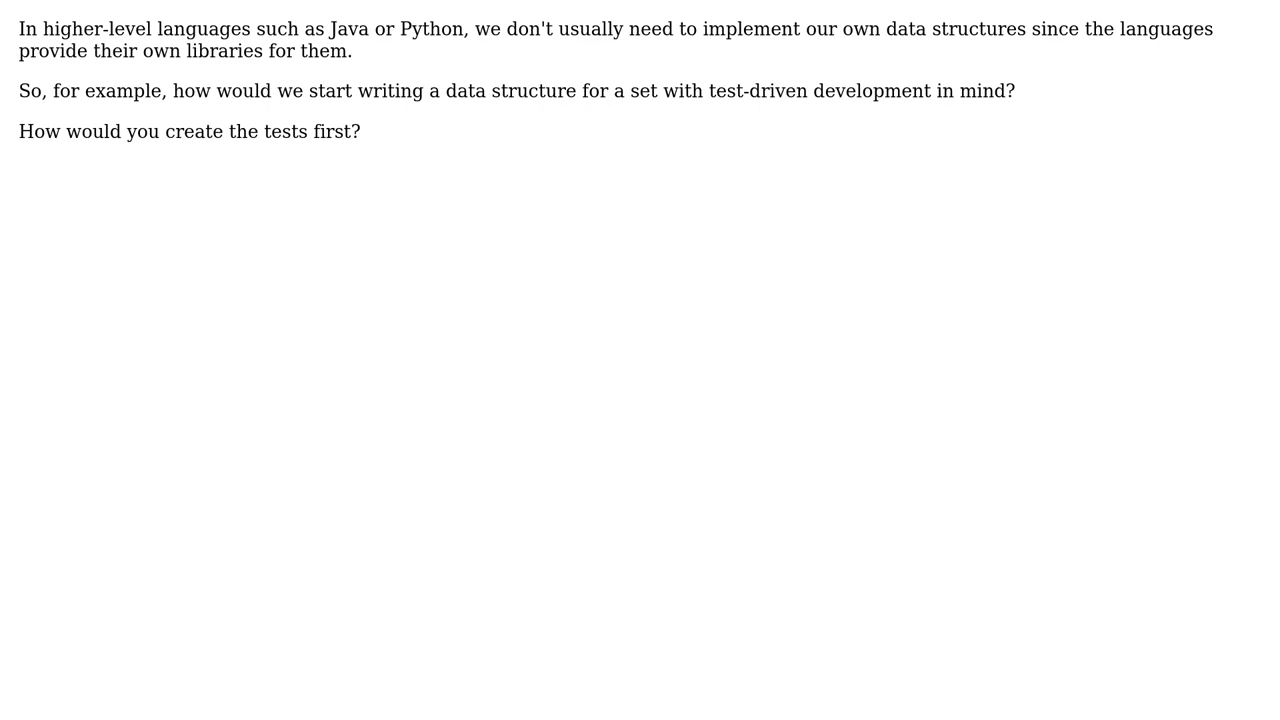 In higher-level languages such as Java or Python, we don't usually need to implement our own data structures since the languages
provide their own libraries for them.
So, for example, how would we start writing a data structure for a set with test-driven development in mind?
How would you create the tests first?